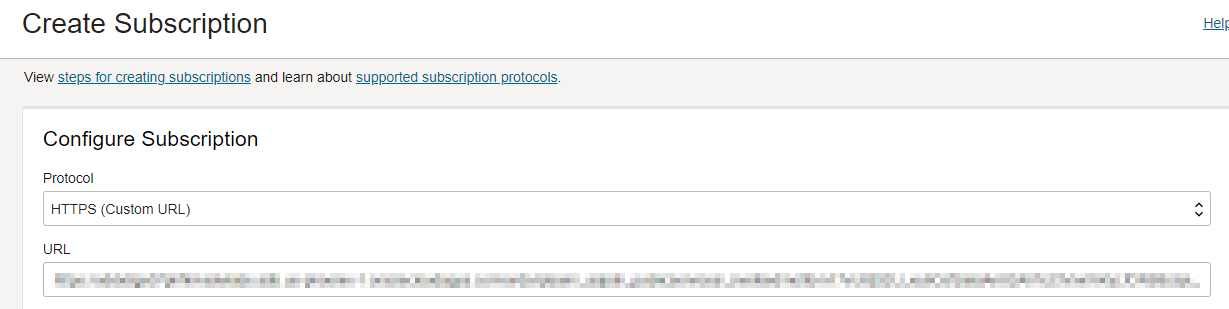 Create Subscription
Help
View steps for creating subscriptions and learn about supported subscription protocols.
Configure Subscription
Protocol
HTTPS (Custom URL)
URL